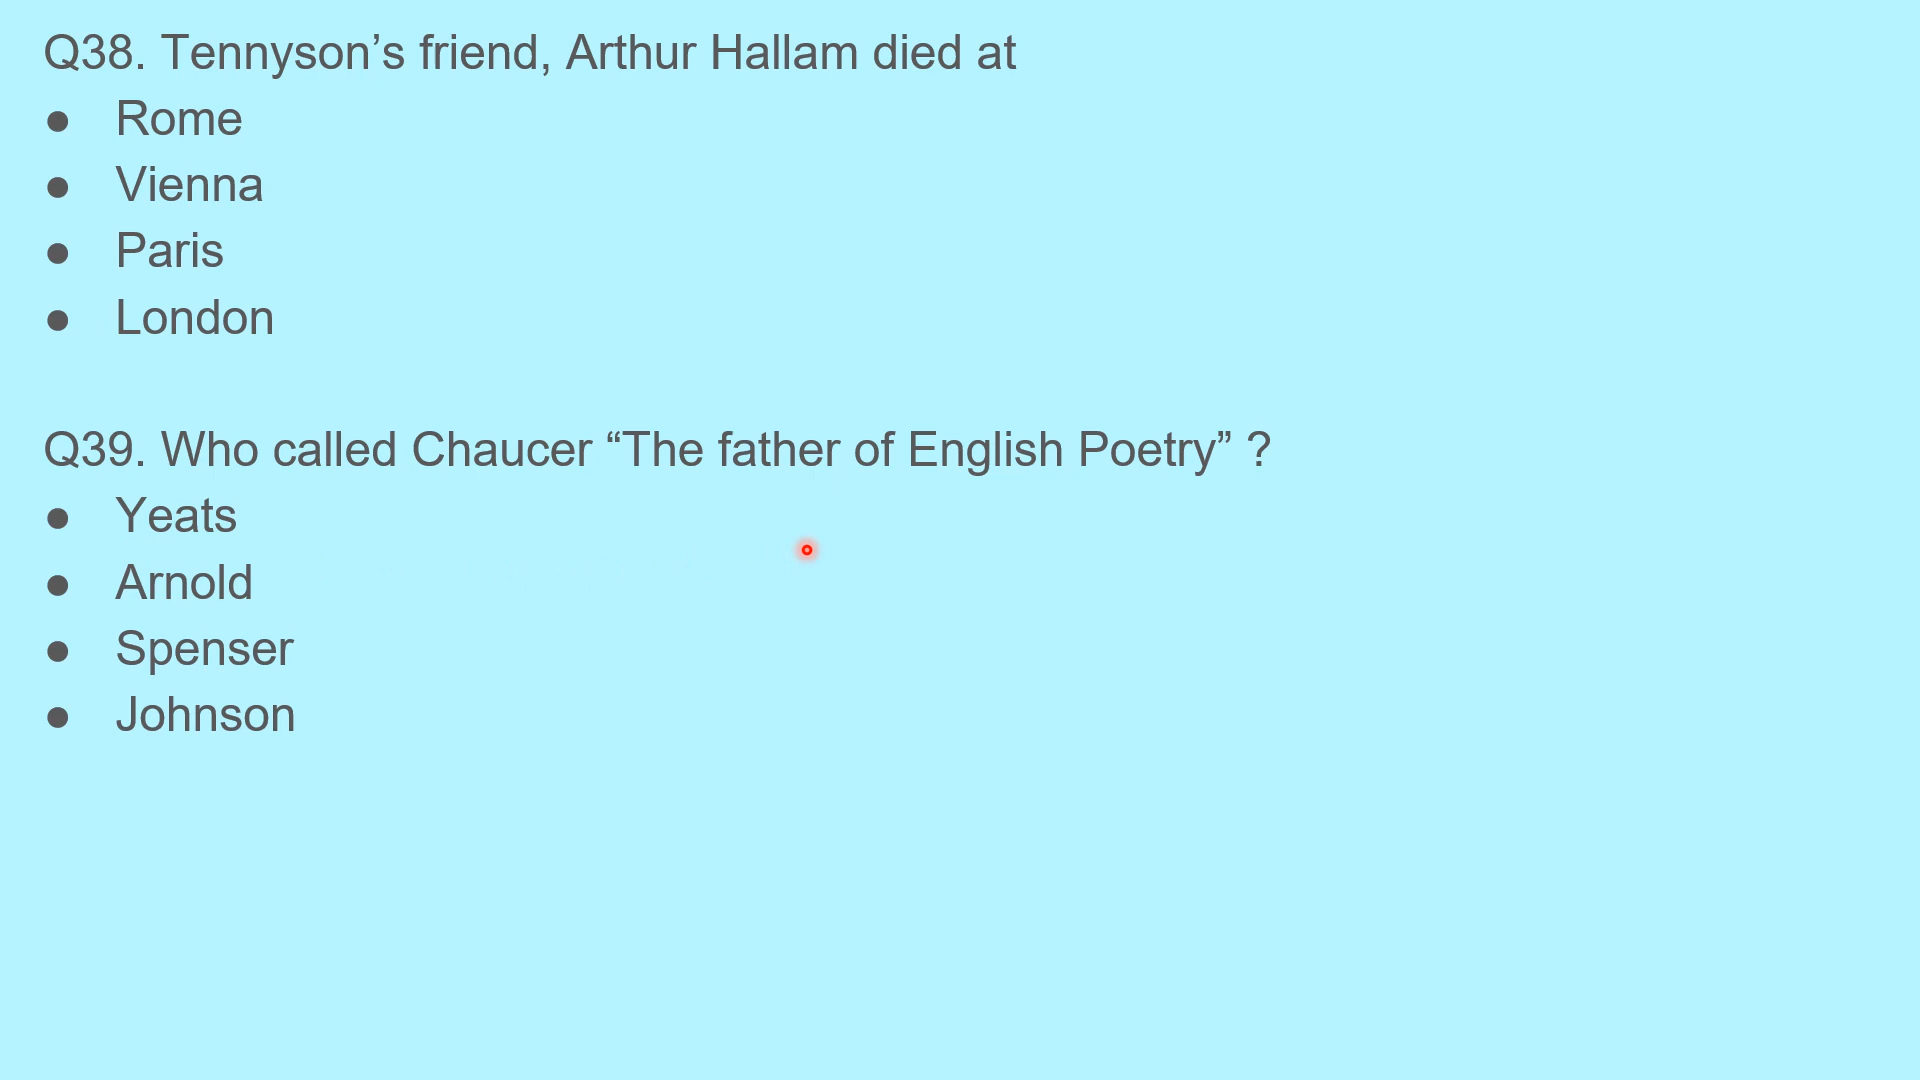 Q38. Tennyson’s friend, Arthur Hallam died at
● Rome
● Vienna
● Paris
● London
Q39. Who called Chaucer “The father of English Poetry” ?
● Yeats
● Arnold
● Spenser
● Johnson